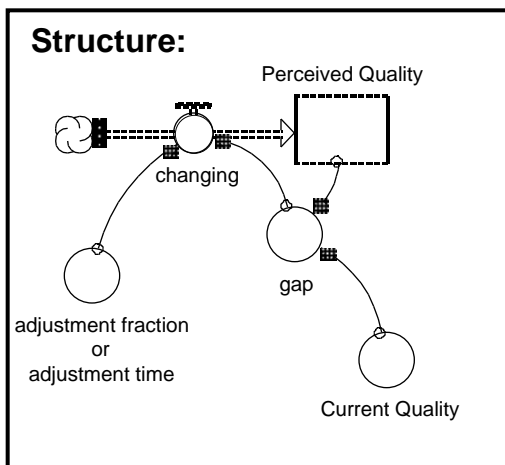 Structure:
Perceived Quality
changing
gap
adjustment fraction
or
adjustment time
Current Quality